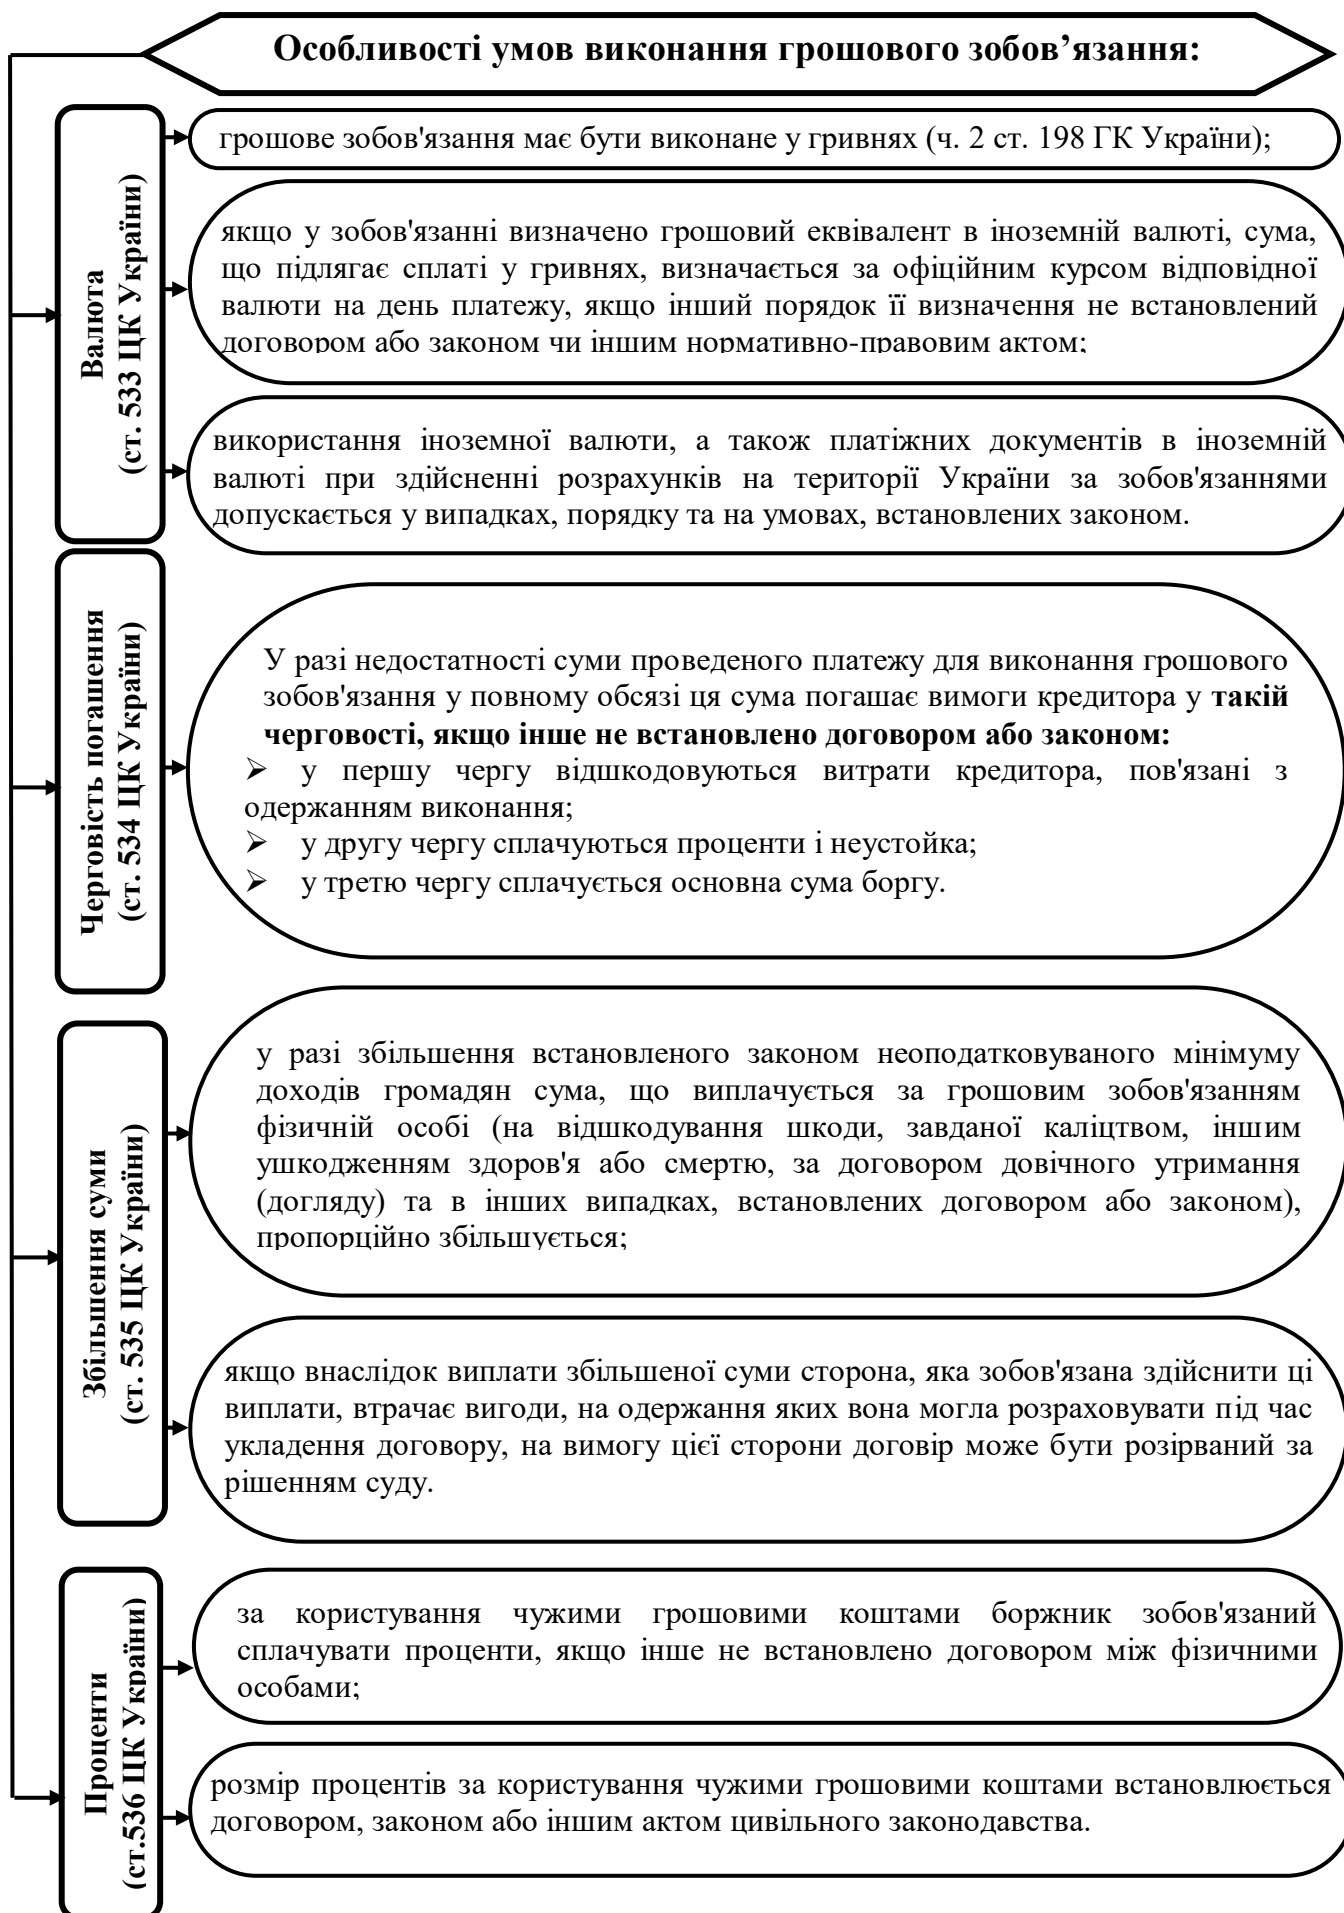 Особливості умов виконання грошового зобов’язання:
Валюта
(ст. 533 ЦК України)
грошове зобов'язання має бути виконане у гривнях (ч. 2 ст. 198 ГК України);
якщо у зобов'язанні визначено грошовий еквівалент в іноземній валюті, сума,
що підлягає сплаті у гривнях, визначається за офіційним курсом відповідної
валюти на день платежу, якщо інший порядок її визначення не встановлений
договором або законом чи іншим нормативно-правовим актом;
використання іноземної валюти, а також платіжних документів в іноземній
валюті при здійсненні розрахунків на території України за зобов'язаннями
допускається у випадках, порядку та на умовах, встановлених законом.
Черговість погашення
(ст. 534 ЦК України)
У разі недостатності суми проведеного платежу для виконання грошового
зобов'язання у повному обсязі ця сума погашає вимоги кредитора у такій
черговості, якщо інше не встановлено договором або законом:
➢ у першу чергу відшкодовуються витрати кредитора, пов'язані з
одержанням виконання;
➢ у другу чергу сплачуються проценти і неустойка;
➢ у третю чергу сплачується основна сума боргу.
Збільшення суми
(ст. 535 ЦК України)
у разі збільшення встановленого законом неоподатковуваного мінімуму
доходів громадян сума, що виплачується за грошовим зобов'язанням
фізичній особі (на відшкодування шкоди, завданої каліцтвом, іншим
ушкодженням здоров'я або смертю, за договором довічного утримання
(догляду) та в інших випадках, встановлених договором або законом),
пропорційно збільшується;
якщо внаслідок виплати збільшеної суми сторона, яка зобов'язана здійснити ці
виплати, втрачає вигоди, на одержання яких вона могла розраховувати під час
укладення договору, на вимогу цієї сторони договір може бути розірваний за
рішенням суду.
Проценти
(ст.536 ЦК України)
за користування чужими грошовими коштами боржник зобов'язаний
сплачувати проценти, якщо інше не встановлено договором між фізичними
особами;
розмір процентів за користування чужими грошовими коштами встановлюється
договором, законом або іншим актом цивільного законодавства.